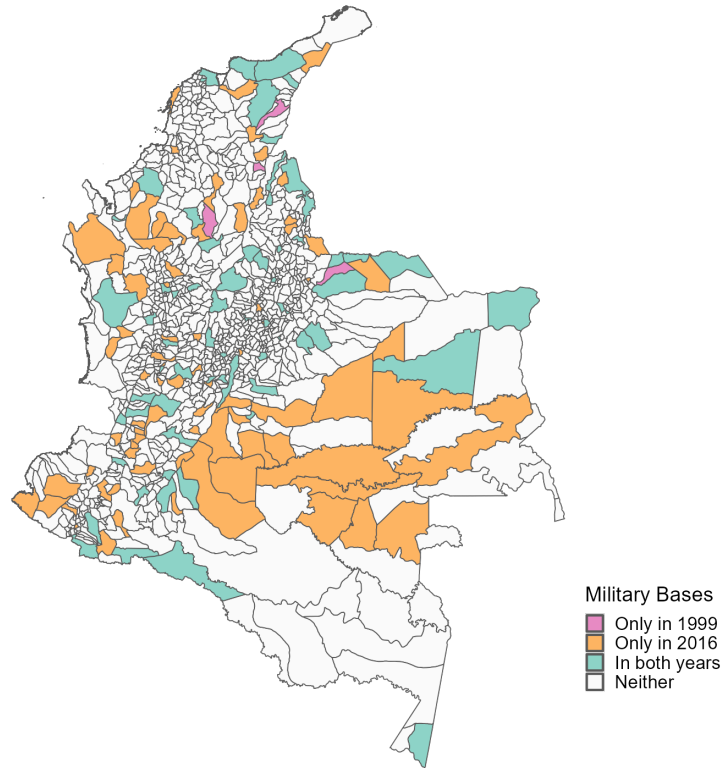 Military Bases
Only in 1999
Only in 2016
In both years
Neither